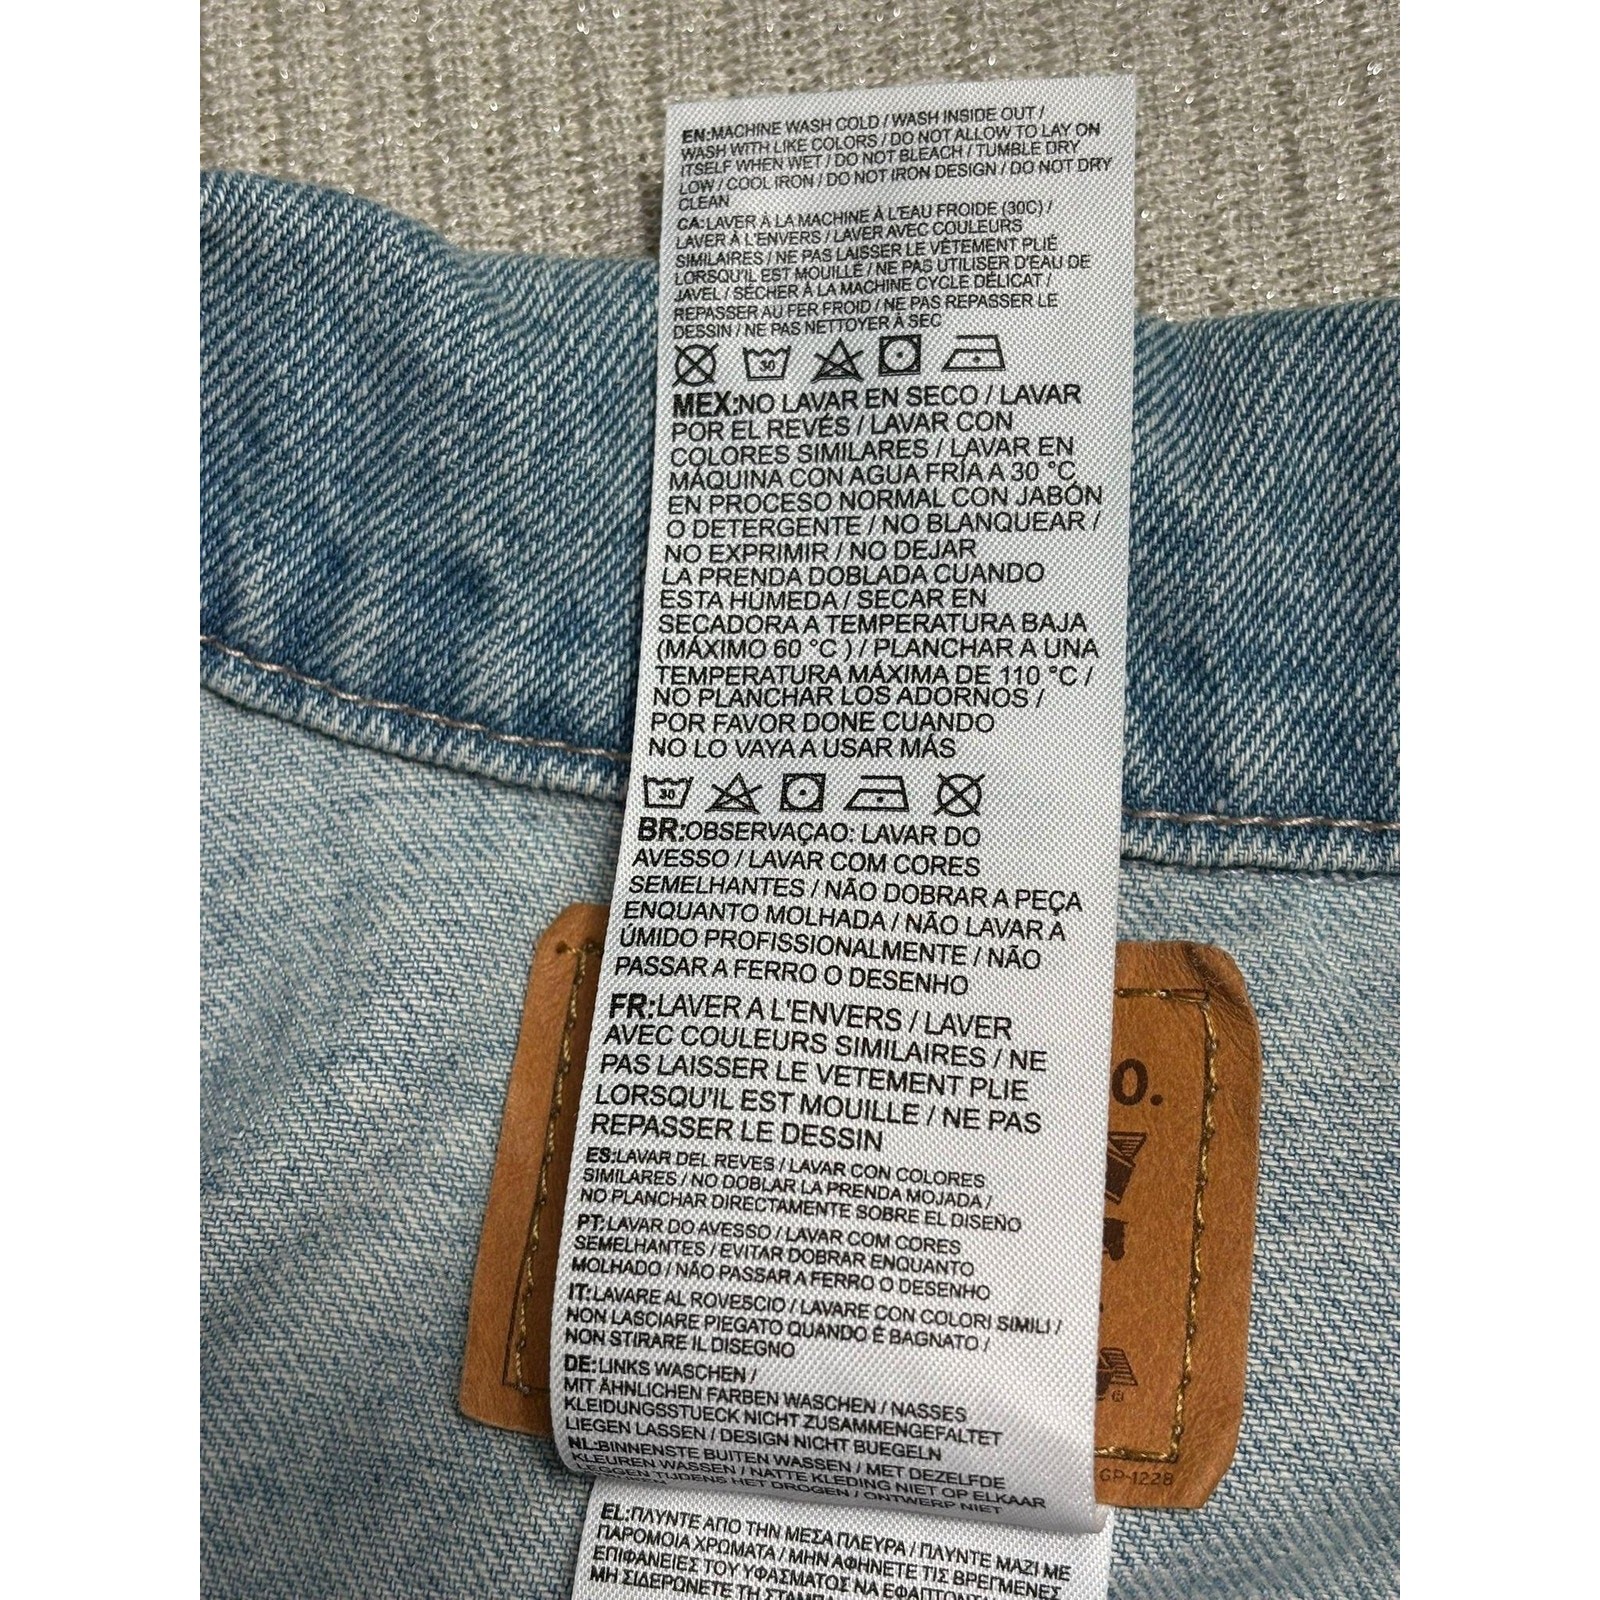 EN:MACHINE WASH COLD / WASH INSIDE OUT /
WASH WITH LIKE COLORS / DO NOT ALLOW TO LAY ON
ITSELF WHEN WET / DO NOT BLEACH / TUMBLE DRY
LOW / COOL IRON / DO NOT IRON DESIGN / DO NOT DRY
CLEAN
CA:LAVER À LA MACHINE À L'EAU FROIDE (30C) /
LAVER À L'ENVERS / LAVER AVEC COULEURS
SIMILAIRES / NE PAS LAISSER LE VÊTEMENT PLIÉ
LORSQU'IL EST MOUILLÉ / NE PAS UTILISER D'EAU DE
JAVEL / SÉCHER À LA MACHINE CYCLE DÉLICAT /
REPASSER AU FER FROID / NE PAS REPASSER LE
DESSIN / NE PAS NETTOYER À SEC
30
MEX:NO LAVAR EN SECO / LAVAR
POR EL REVÉS / LAVAR CON
COLORES SIMILARES / LAVAR EN
MÁQUINA CON AGUA FRÍA A 30 °C
EN PROCESO NORMAL CON JABÓN
O DETERGENTE / NO BLANQUEAR /
NO EXPRIMIR / NO DEJAR
LA PRENDA DOBLADA CUANDO
ESTA HUMEDA / SECAR EN
SECADORA A TEMPERATURA BAJA
(MÁXIMO 60 °C ) / PLANCHAR A UNA
TEMPERATURA MÁXIMA DE 110 °C /
NO PLANCHAR LOS ADORNOS /
POR FAVOR DONE CUANDO
NO LO VAYA A USAR MÁS
30
BR:OBSERVAÇAO: LAVAR DO
AVESSO / LAVAR COM CORES
SEMELHANTES / NÃO DOBRAR A PEÇA
ENQUANTO MOLHADA / NÃO LAVAR A
ÚMIDO PROFISSIONALMENTE / NÃO
PASSAR A FERRO O DESENHO
FR:LAVER A L'ENVERS / LAVER
AVEC COULEURS SIMILAIRES / NE
PAS LAISSER LE VETEMENT PLIE
LORSQU'IL EST MOUILLE / NE PAS
REPASSER LE DESSIN
ES:LAVAR DEL REVES / LAVAR CON COLORES
SIMILARES / NO DOBLAR LA PRENDA MOJADA /
NO PLANCHAR DIRECTAMENTE SOBRE EL DISEÑO
PT:LAVAR DO AVESSO / LAVAR COM CORES
SEMELHANTES / EVITAR DOBRAR ENQUANTO
MOLHADO / NÃO PASSAR A FERRO O DESENHO
IT:LAVARE AL ROVESCIO / LAVARE CON COLORI SIMILI /
NON LASCIARE PIEGATO QUANDO È BAGNATO /
NON STIRARE IL DISEGNO
DE:LINKS WASCHEN /
MIT ÄHNLICHEN FARBEN WASCHEN / NASSES
KLEIDUNGSSTUECK NICHT ZUSAMMENGEFALTET
LIEGEN LASSEN / DESIGN NICHT BUEGELN
NL:BINNENSTE BUITEN WASSEN / MET DEZELFDE
KLEUREN WASSEN / NATTE KLEDING NIET OP ELKAAR
LEGGEN TIJDENS HET DROGEN / ONTWERP NIET
EL:ΠΛΥΝΤΕ ΑΠΟ ΤΗΝ ΜΕΣΑ ΠΛΕΥΡΑ / ΠΛΥΝΤΕ ΜΑΖΙ ΜΕ
ΠΑΡΟΜΟΙΑ ΧΡΩΜΑΤΑ / ΜΗΝ ΑΦΗΝΕΤΕ ΤΙΣ ΒΡΕΓΜΕΝΕΣ
ΕΠΙΦΑΝΕΙΕΣ ΤΟΥ ΥΦΑΣΜΑΤΟΣ ΝΑ
ΜΗ ΣΙΔΕΡΩΝΕΤΕ ΤΗ
O.
®
GP-1228